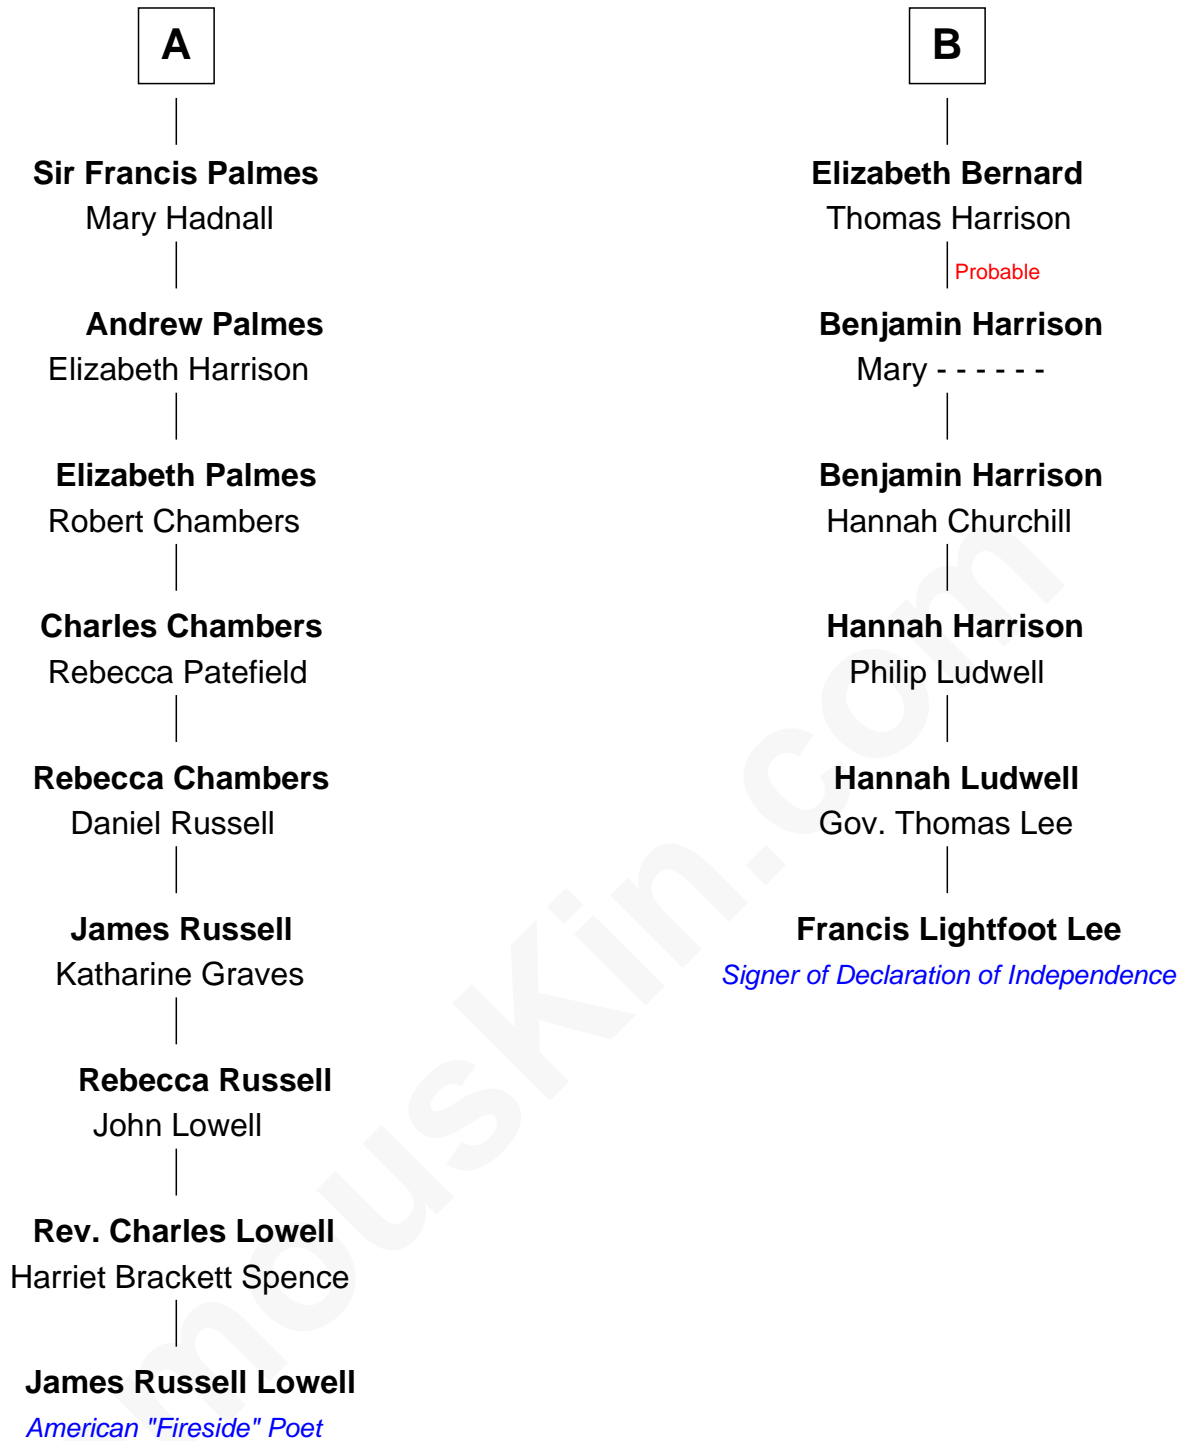 A
Sir Francis Palmes
Mary Hadnall
Andrew Palmes
Elizabeth Harrison
Elizabeth Palmes
Robert Chambers
Charles Chambers
Rebecca Patefield
Rebecca Chambers
Daniel Russell
James Russell
Katharine Graves
Rebecca Russell
John Lowell
Rev. Charles Lowell
Harriet Brackett Spence
James Russell Lowell
American "Fireside" Poet
B
Elizabeth Bernard
Thomas Harrison
Probable
Benjamin Harrison
Mary - - - - - -
Benjamin Harrison
Hannah Churchill
Hannah Harrison
Philip Ludwell
Hannah Ludwell
Gov. Thomas Lee
Francis Lightfoot Lee
Signer of Declaration of Independence
mouskin.com